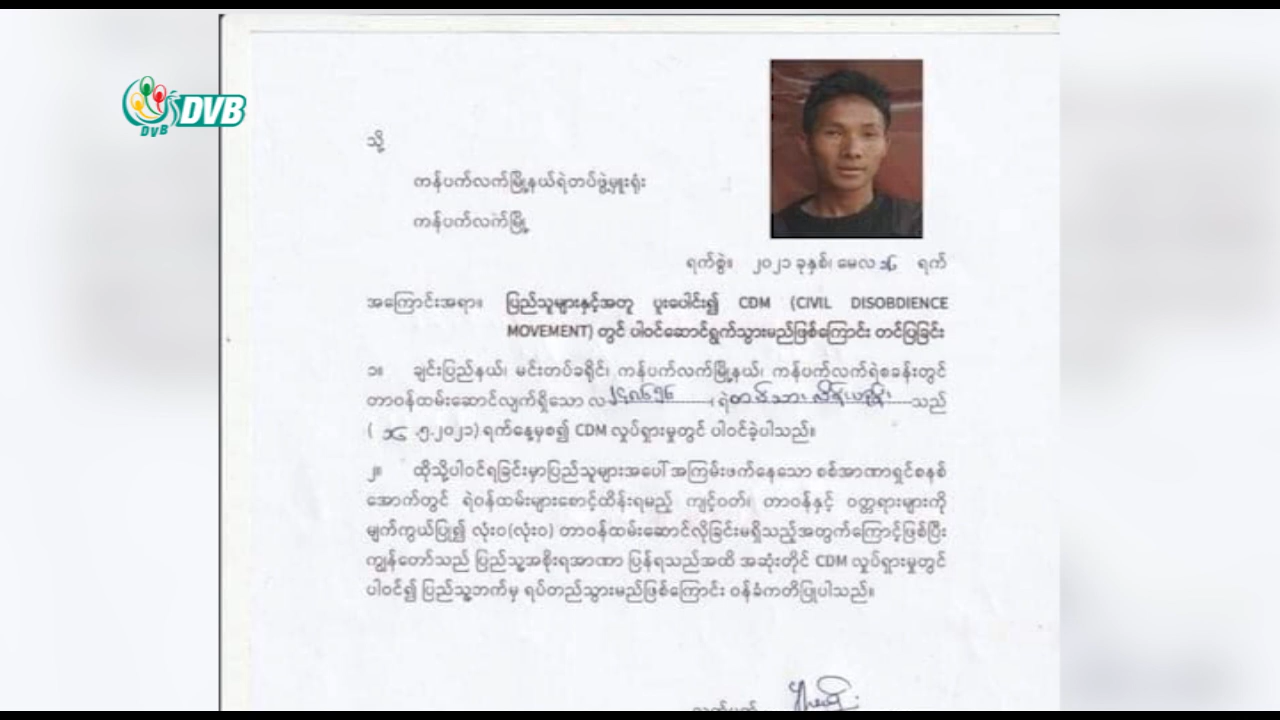 DVB
DVB
သို့
ကန်ပက်လက်မြို့နယ်ရဲတပ်ဖွဲ့မှူးရုံး
ကန်ပက်လက်မြို့
ရက်စွဲ။ ၂၀၂၁ ခုနှစ်၊ မေလ ၁၆ ရက်
အကြောင်းအရာ။ ပြည်သူများနှင့်အတူ ပူးပေါင်း၍ CDM (CIVIL DISOBDIENCE
MOVEMENT) တွင် ပါဝင်ဆောင်ရွက်သွားမည်ဖြစ်ကြောင်း တင်ပြခြင်း
၁။ ချင်းပြည်နယ်၊ မင်းတပ်ခရိုင်၊ ကန်ပက်လက်မြို့နယ်၊ ကန်ပက်လက်ရဲစခန်းတွင်
တာဝန်ထမ်းဆောင်လျက်ရှိသော လ ၊ ရဲတပ်သား သည်
( ၁၆ .၅.၂၀၂၁) ရက်နေ့မှစ၍ CDM လှုပ်ရှားမှုတွင် ပါဝင်ခဲ့ပါသည်။
၂။ ထိုသို့ပါဝင်ရခြင်းမှာပြည်သူများအပေါ် အကြမ်းဖက်နေသော စစ်အာဏာရှင်စနစ်
အောက်တွင် ရဲဝန်ထမ်းများစောင့်ထိန်းရမည့် ကျင့်ဝတ်၊ တာဝန်နှင့် ဝတ္တရားများကို
မျက်ကွယ်ပြု၍ လုံးဝ(လုံးဝ) တာဝန်ထမ်းဆောင်လိုခြင်းမရှိသည့်အတွက်ကြောင့်ဖြစ်ပြီး
ကျွန်တော်သည် ပြည်သူ့အစိုးရအာဏာ ပြန်ရသည်အထိ အဆုံးတိုင် CDM လှုပ်ရှားမှုတွင်
ပါဝင်၍ ပြည်သူ့ဘက်မှ ရပ်တည်သွားမည်ဖြစ်ကြောင်း ဝန်ခံကတိပြုပါသည်။